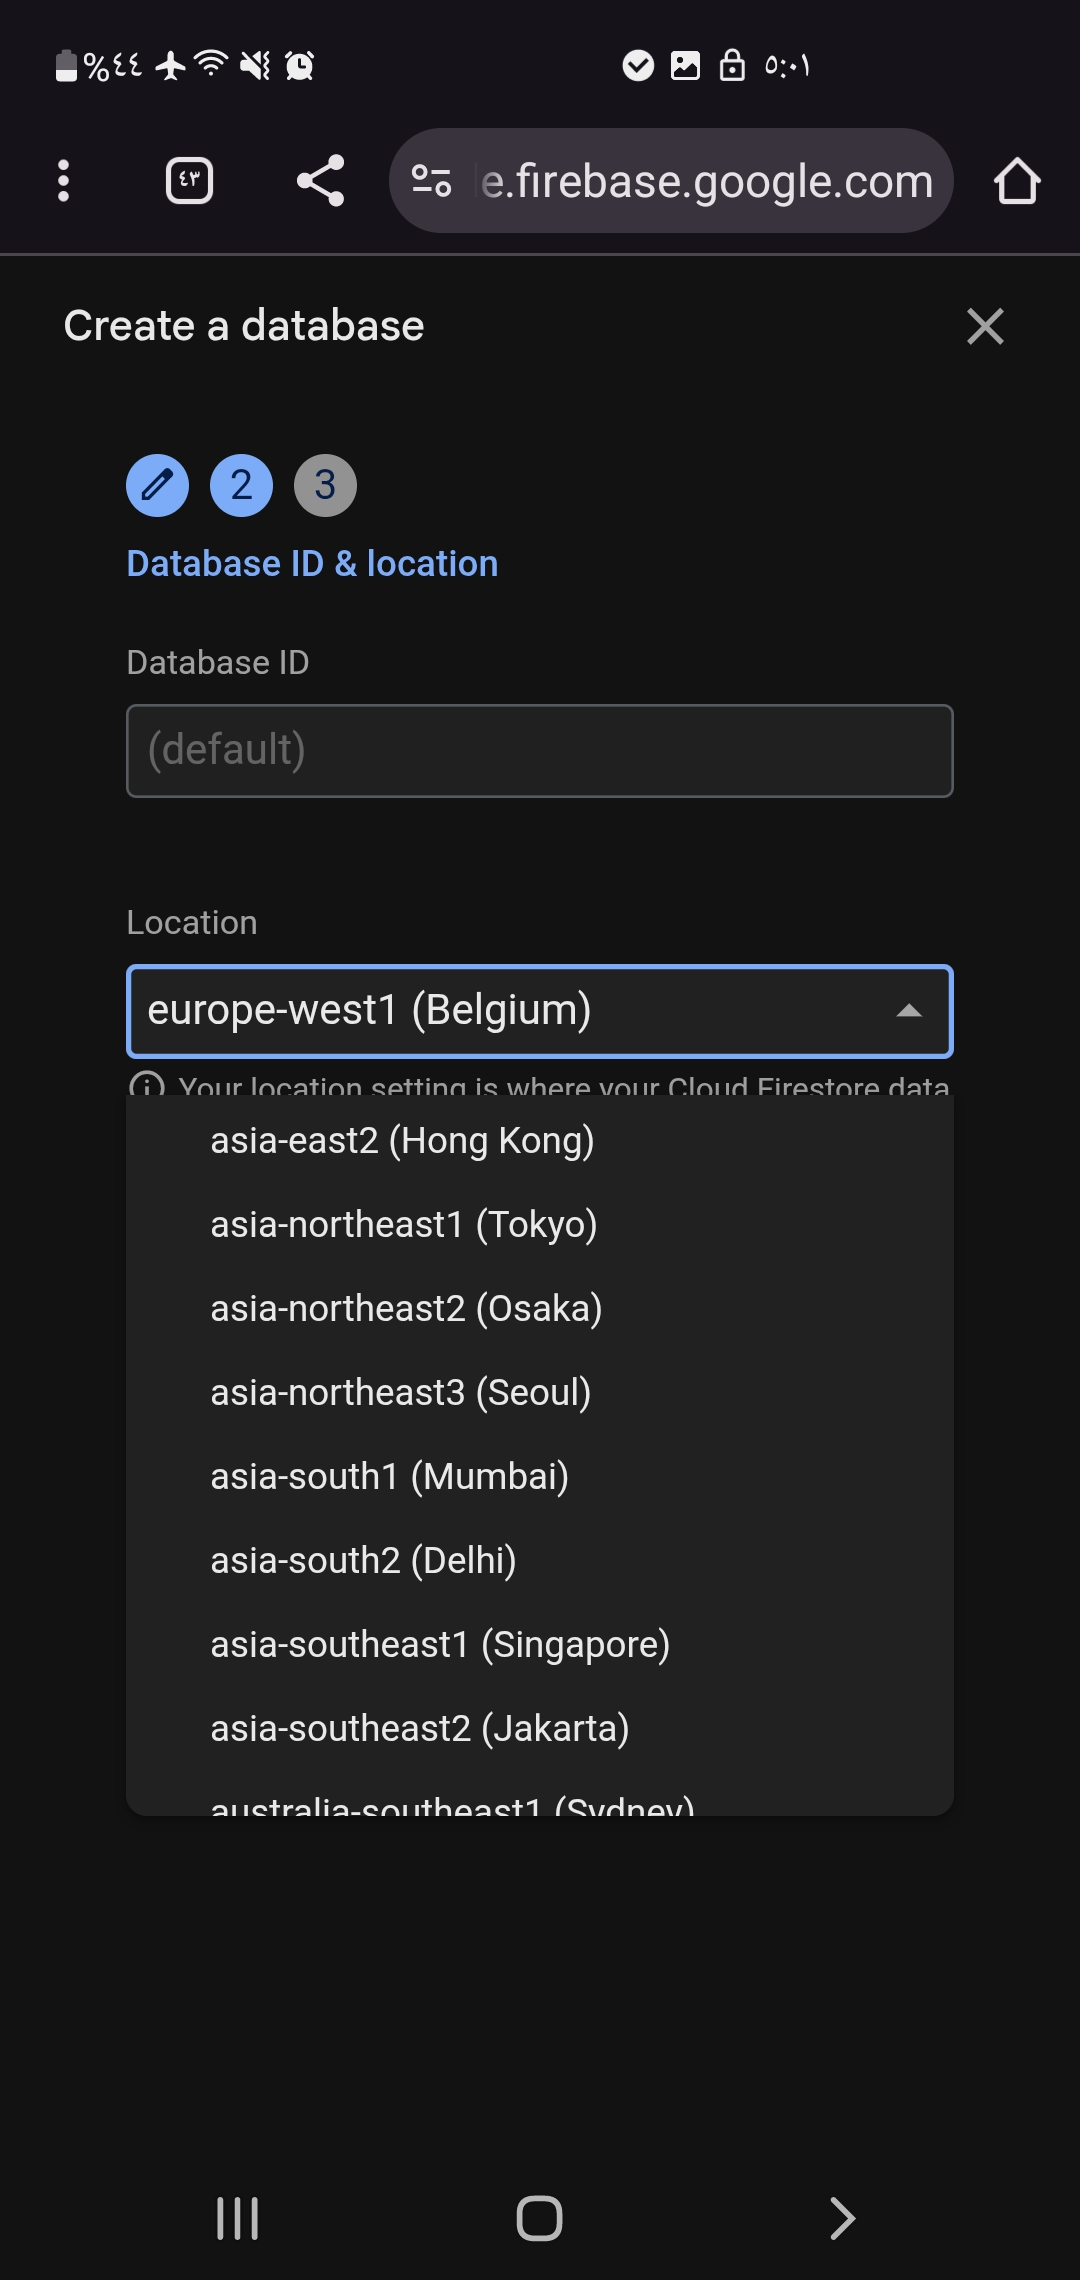 %٤٤ ٥:٠١
٤٣ e.firebase.google.com
Create a database
2 3
Database ID & location
Database ID
(default)
Location
europe-west1 (Belgium)
Your location setting is where your Cloud Firestore data
asia-east2 (Hong Kong)
asia-northeast1 (Tokyo)
asia-northeast2 (Osaka)
asia-northeast3 (Seoul)
asia-south1 (Mumbai)
asia-south2 (Delhi)
asia-southeast1 (Singapore)
asia-southeast2 (Jakarta)
australia-southeast1 (Sydney)